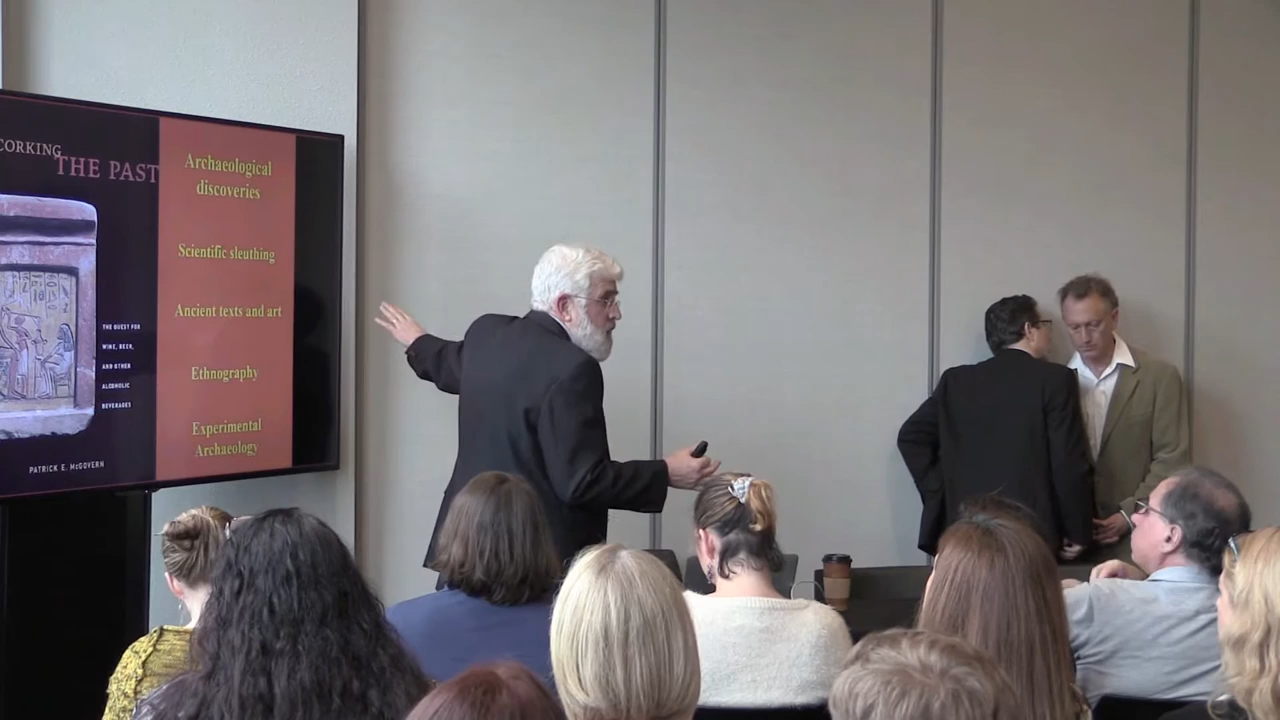 CORKING
THE PAST
THE QUEST FOR
WINE, BEER,
AND OTHER
ALCOHOLIC
BEVERAGES
PATRICK E. McGOVERN
Archaeological
discoveries
Scientific sleuthing
Ancient texts and art
Ethnography
Experimental
Archaeology